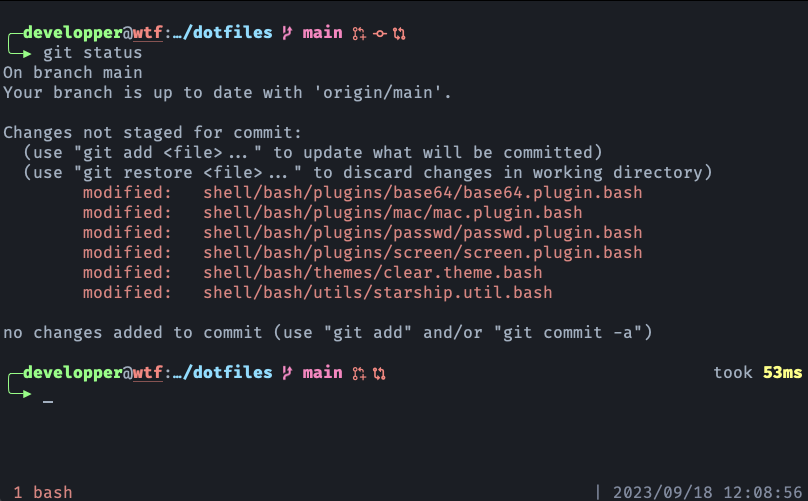 developper@wtf:…/dotfiles main
git status
On branch main
Your branch is up to date with 'origin/main'.
Changes not staged for commit:
(use "git add <file>..." to update what will be committed)
(use "git restore <file>..." to discard changes in working directory)
modified: shell/bash/plugins/base64/base64.plugin.bash
modified: shell/bash/plugins/mac/mac.plugin.bash
modified: shell/bash/plugins/passwd/passwd.plugin.bash
modified: shell/bash/plugins/screen/screen.plugin.bash
modified: shell/bash/themes/clear.theme.bash
modified: shell/bash/utils/starship.util.bash
no changes added to commit (use "git add" and/or "git commit -a")
developper@wtf:…/dotfiles main took 53ms
_
1 bash | 2023/09/18 12:08:56